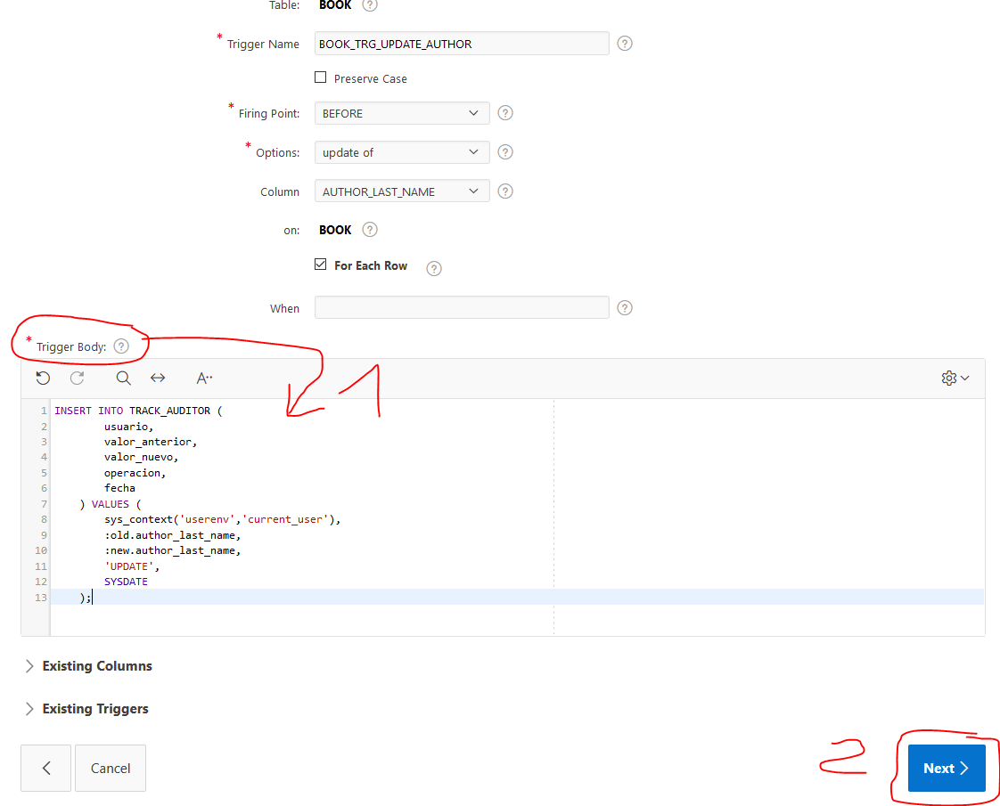 Table: BOOK ?
* Trigger Name BOOK_TRG_UPDATE_AUTHOR ?
Preserve Case
* Firing Point: BEFORE ?
* Options: update of ?
Column AUTHOR_LAST_NAME ?
on: BOOK ?
For Each Row ?
When ?
* Trigger Body: ?
1
A··
1 INSERT INTO TRACK_AUDITOR (
2 usuario,
3 valor_anterior,
4 valor_nuevo,
5 operacion,
6 fecha
7 ) VALUES (
8 sys_context('userenv','current_user'),
9 :old.author_last_name,
10 :new.author_last_name,
11 'UPDATE',
12 SYSDATE
13 );
Existing Columns
Existing Triggers
Cancel 2 Next